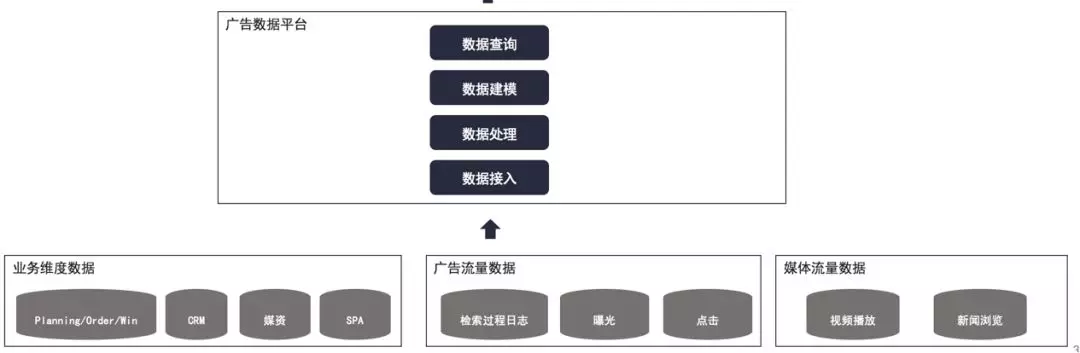 广告数据平台
数据查询
数据建模
数据处理
数据接入
业务维度数据
Planning/Order/Win
CRM
媒资
SPA
广告流量数据
检索过程日志
曝光
点击
媒体流量数据
视频播放
新闻浏览
3